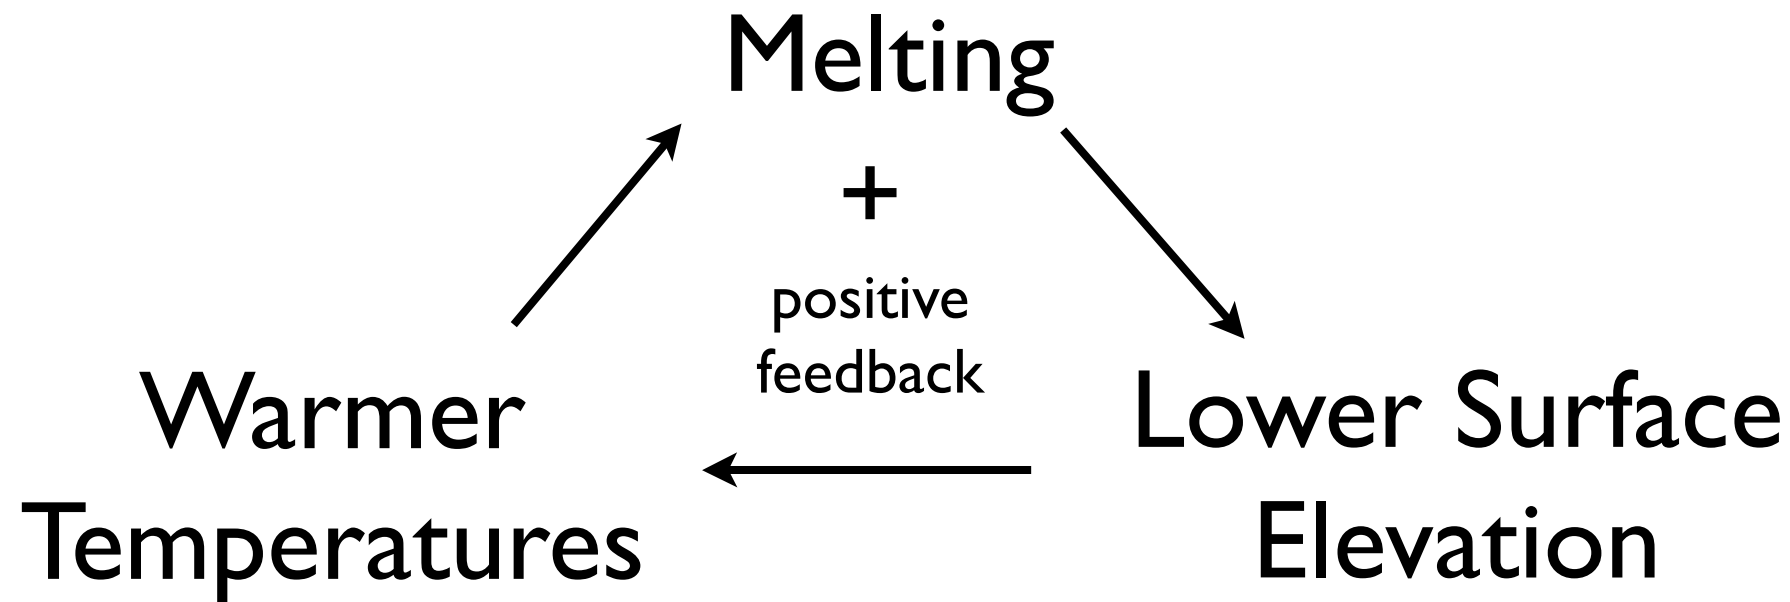 Melting
+
positive
feedback
Warmer
Temperatures
Lower Surface
Elevation